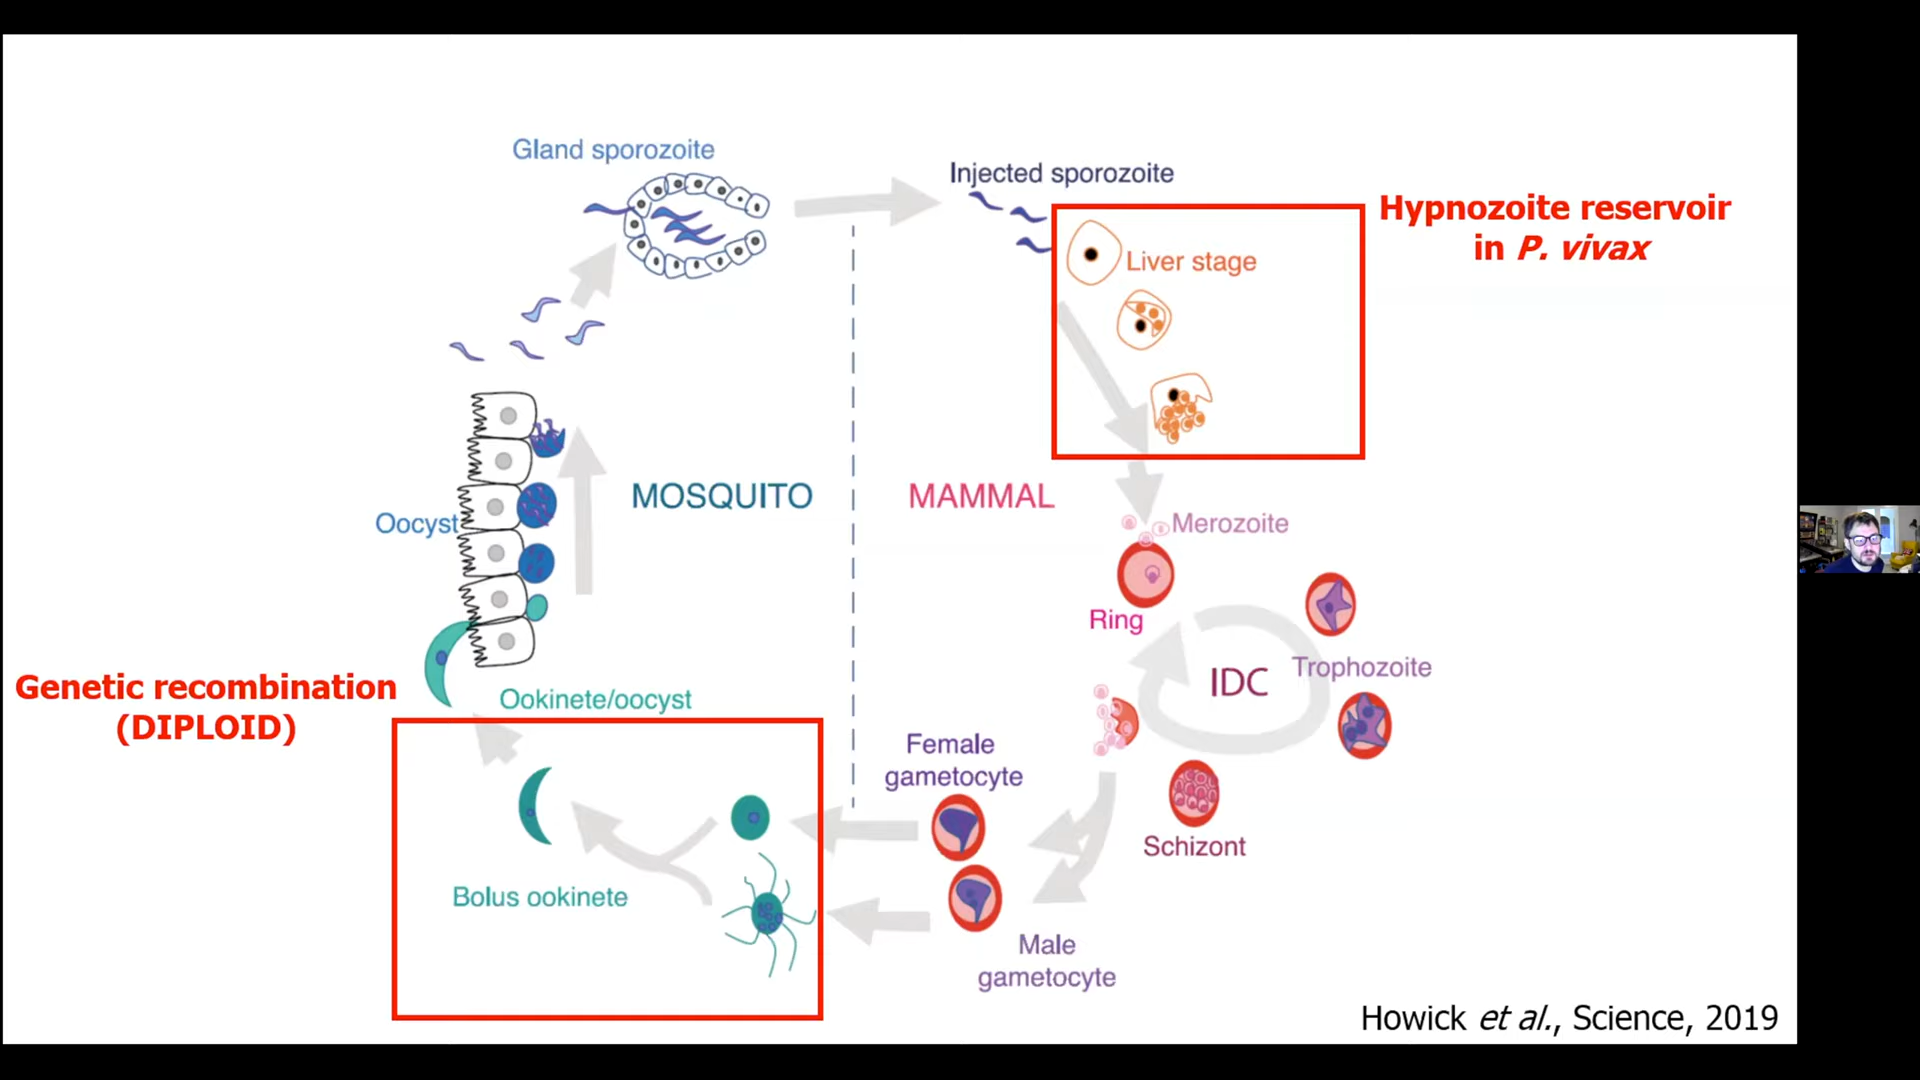 Gland sporozoite
Injected sporozoite
Hypnozoite reservoir
in P. vivax
Liver stage
MOSQUITO
MAMMAL
Oocyst
Merozoite
Ring
IDC
Trophozoite
Genetic recombination
(DIPLOID)
Ookinete/oocyst
Female
gametocyte
Schizont
Bolus ookinete
Male
gametocyte
Howick et al., Science, 2019